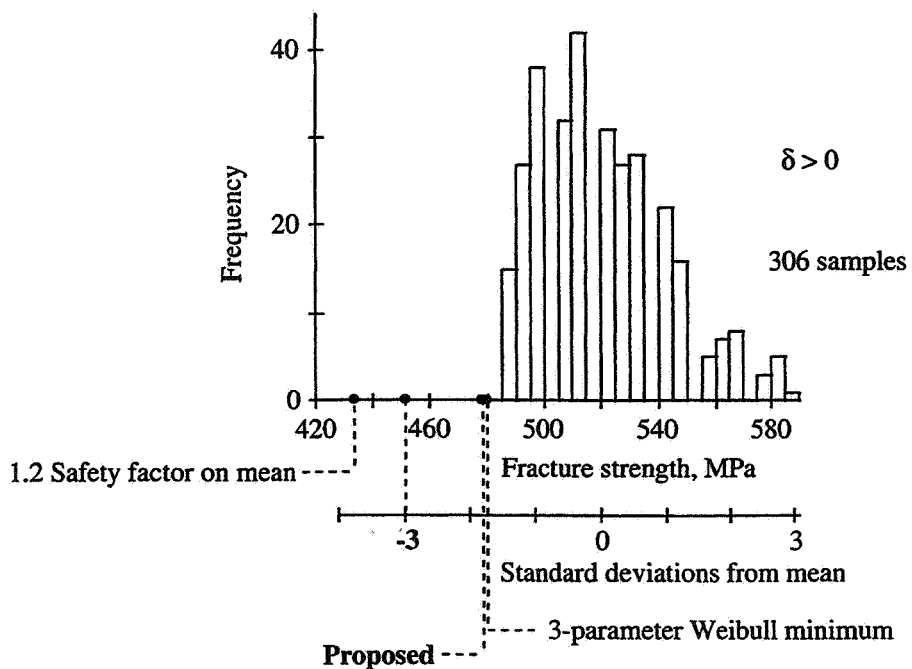 40
20
0
Frequency
δ > 0
306 samples
420 460 500 540 580
1.2 Safety factor on mean
Fracture strength, MPa
-3 0 3
Standard deviations from mean
3-parameter Weibull minimum
Proposed